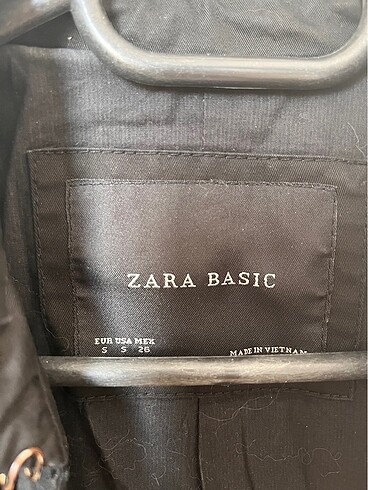 ZARA BASIC
EUR USA MEX
S S 26
MADE IN VIETNAM